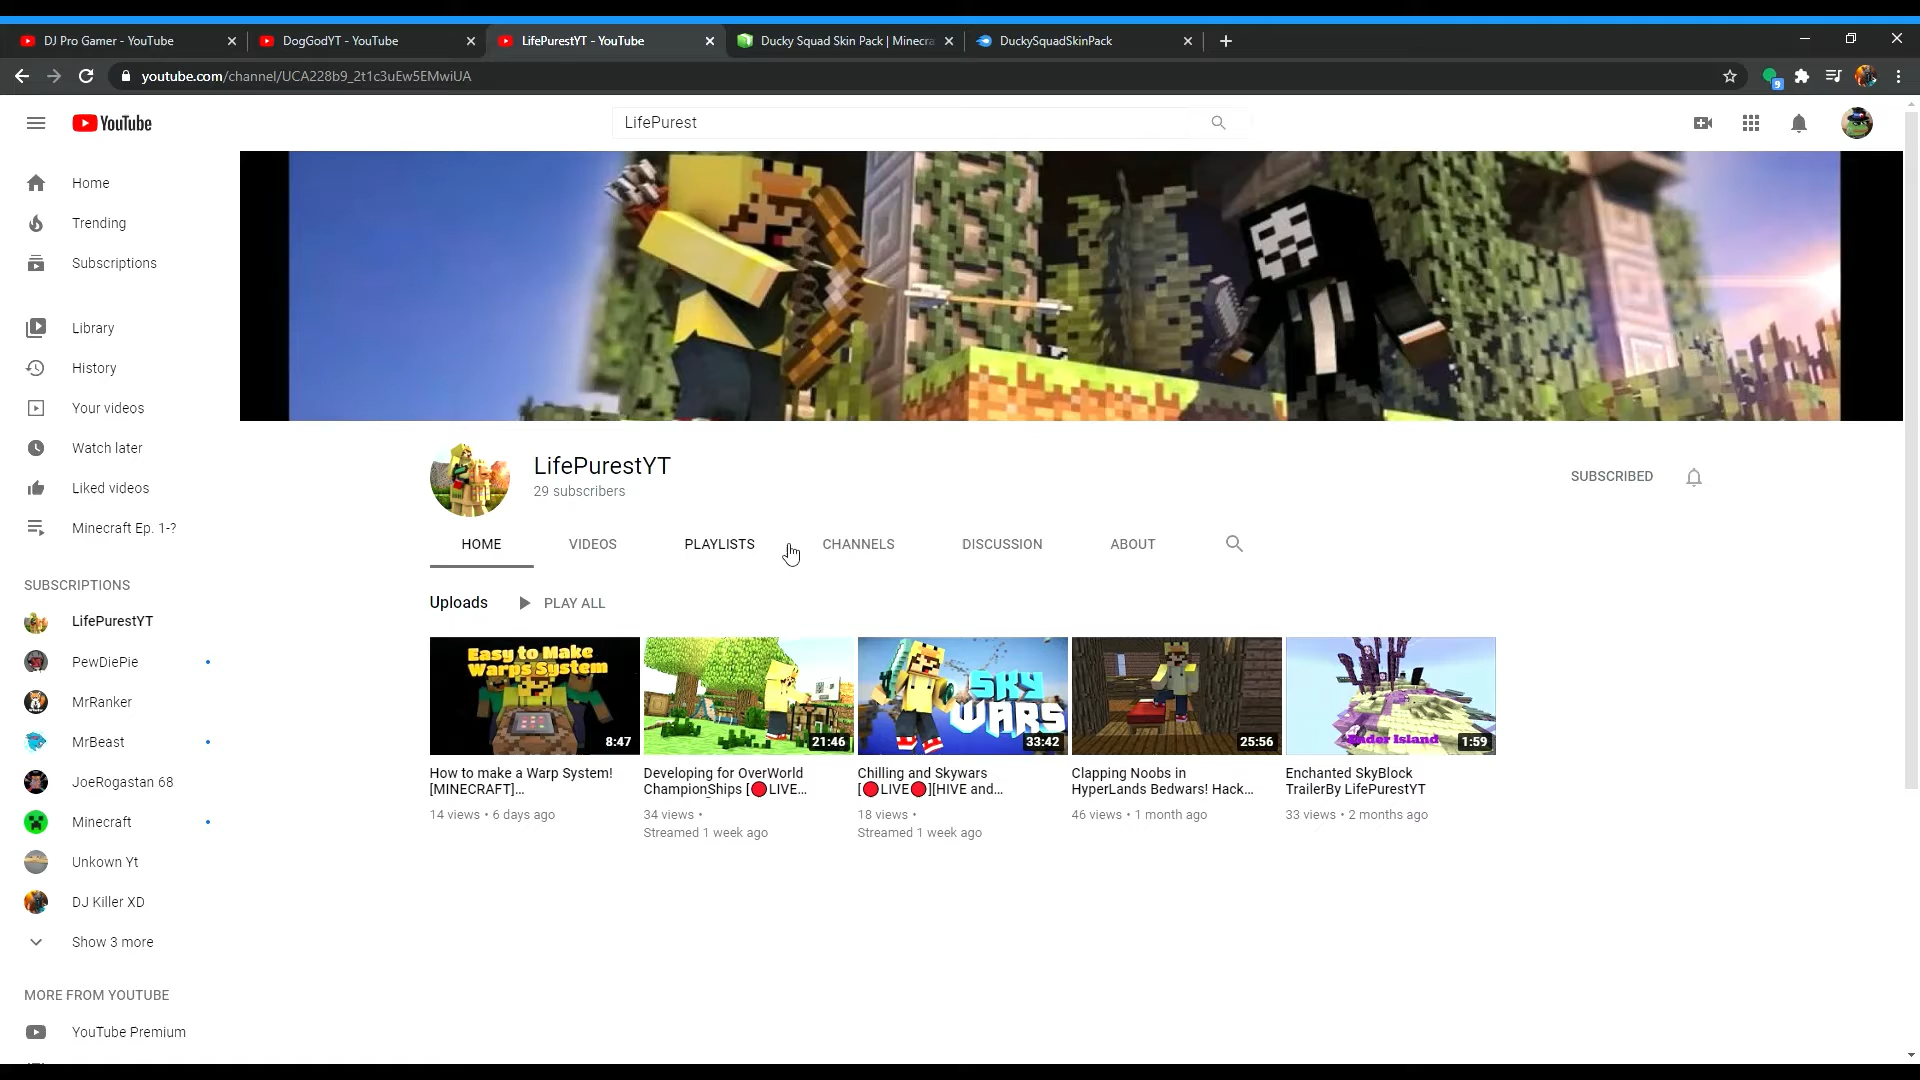 DJ Pro Gamer - YouTube
DogGodYT - YouTube
LifePurestYT - YouTube
Ducky Squad Skin Pack | Minecra
DuckySquadSkinPack
youtube.com/channel/UCA228b9_2t1c3uEw5EMwiUA
9
YouTube
LifePurest
Home
Trending
Subscriptions
Library
History
Your videos
Watch later
Liked videos
Minecraft Ep. 1-?
SUBSCRIPTIONS
LifePurestYT
PewDiePie
MrRanker
MrBeast
JoeRogastan 68
Minecraft
Unkown Yt
DJ Killer XD
Show 3 more
MORE FROM YOUTUBE
YouTube Premium
LifePurestYT
29 subscribers
SUBSCRIBED
HOME
VIDEOS
PLAYLISTS
CHANNELS
DISCUSSION
ABOUT
Uploads
PLAY ALL
Easy to Make
Warps System
8:47
How to make a Warp System!
[MINECRAFT]...
14 views • 6 days ago
21:46
Developing for OverWorld
ChampionShips [🔴LIVE...
34 views •
Streamed 1 week ago
SKY
WARS
33:42
Chilling and Skywars
[🔴LIVE🔴][HIVE and...
18 views •
Streamed 1 week ago
25:56
Clapping Noobs in
HyperLands Bedwars! Hack...
46 views • 1 month ago
Ender Island
1:59
Enchanted SkyBlock
TrailerBy LifePurestYT
33 views • 2 months ago